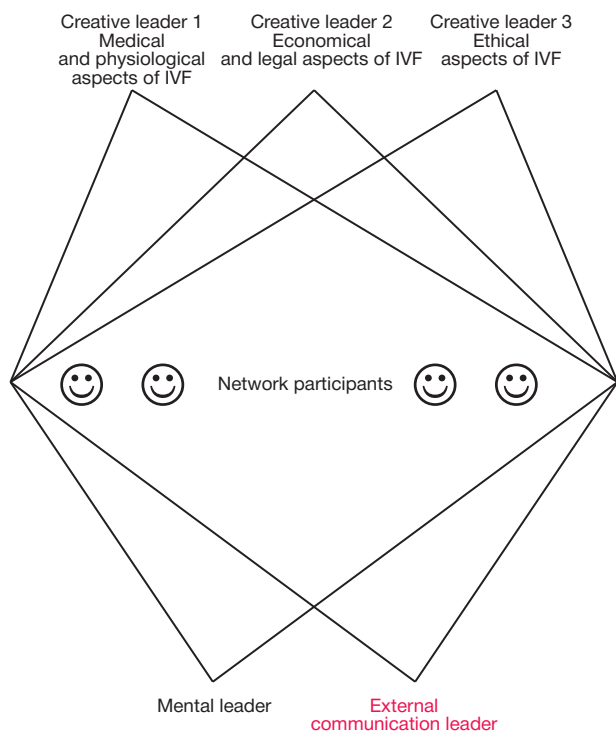 Creative leader 1
Medical
and physiological
aspects of IVF
Creative leader 2
Economical
and legal aspects of IVF
Creative leader 3
Ethical
aspects of IVF
Network participants
Mental leader
External
communication leader